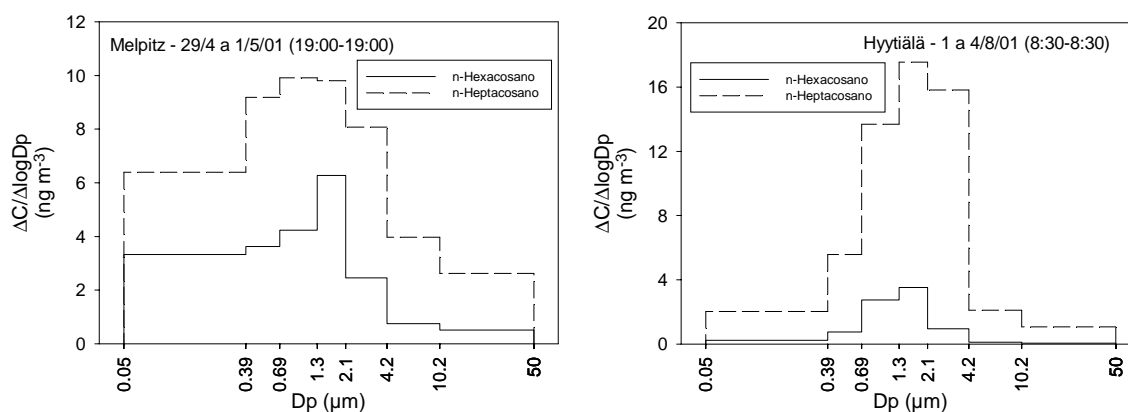 Melpitz - 29/4 a 1/5/01 (19:00-19:00)
n-Hexacosano
n-Heptacosano
ΔC/ΔlogDp
(ng m⁻³)
12
10
8
6
4
2
0
0.05
0.39
0.69
1.3
2.1
4.2
10.2
50
Dp (µm)
Hyytiälä - 1 a 4/8/01 (8:30-8:30)
n-Hexacosano
n-Heptacosano
ΔC/ΔlogDp
(ng m⁻³)
20
16
12
8
4
0
0.05
0.39
0.69
1.3
2.1
4.2
10.2
50
Dp (µm)